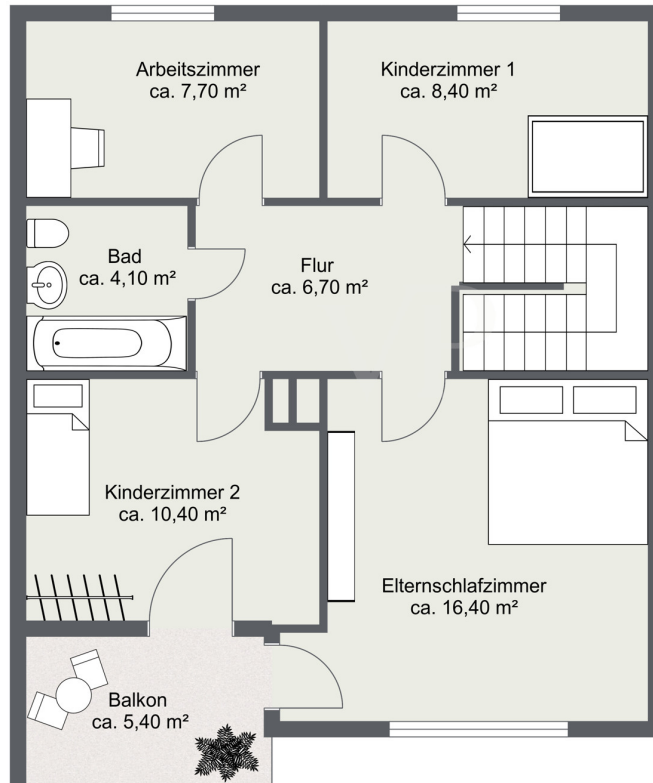 Arbeitszimmer
ca. 7,70 m²
Kinderzimmer 1
ca. 8,40 m²
Bad
ca. 4,10 m²
Flur
ca. 6,70 m²
Kinderzimmer 2
ca. 10,40 m²
Elternschlafzimmer
ca. 16,40 m²
Balkon
ca. 5,40 m²